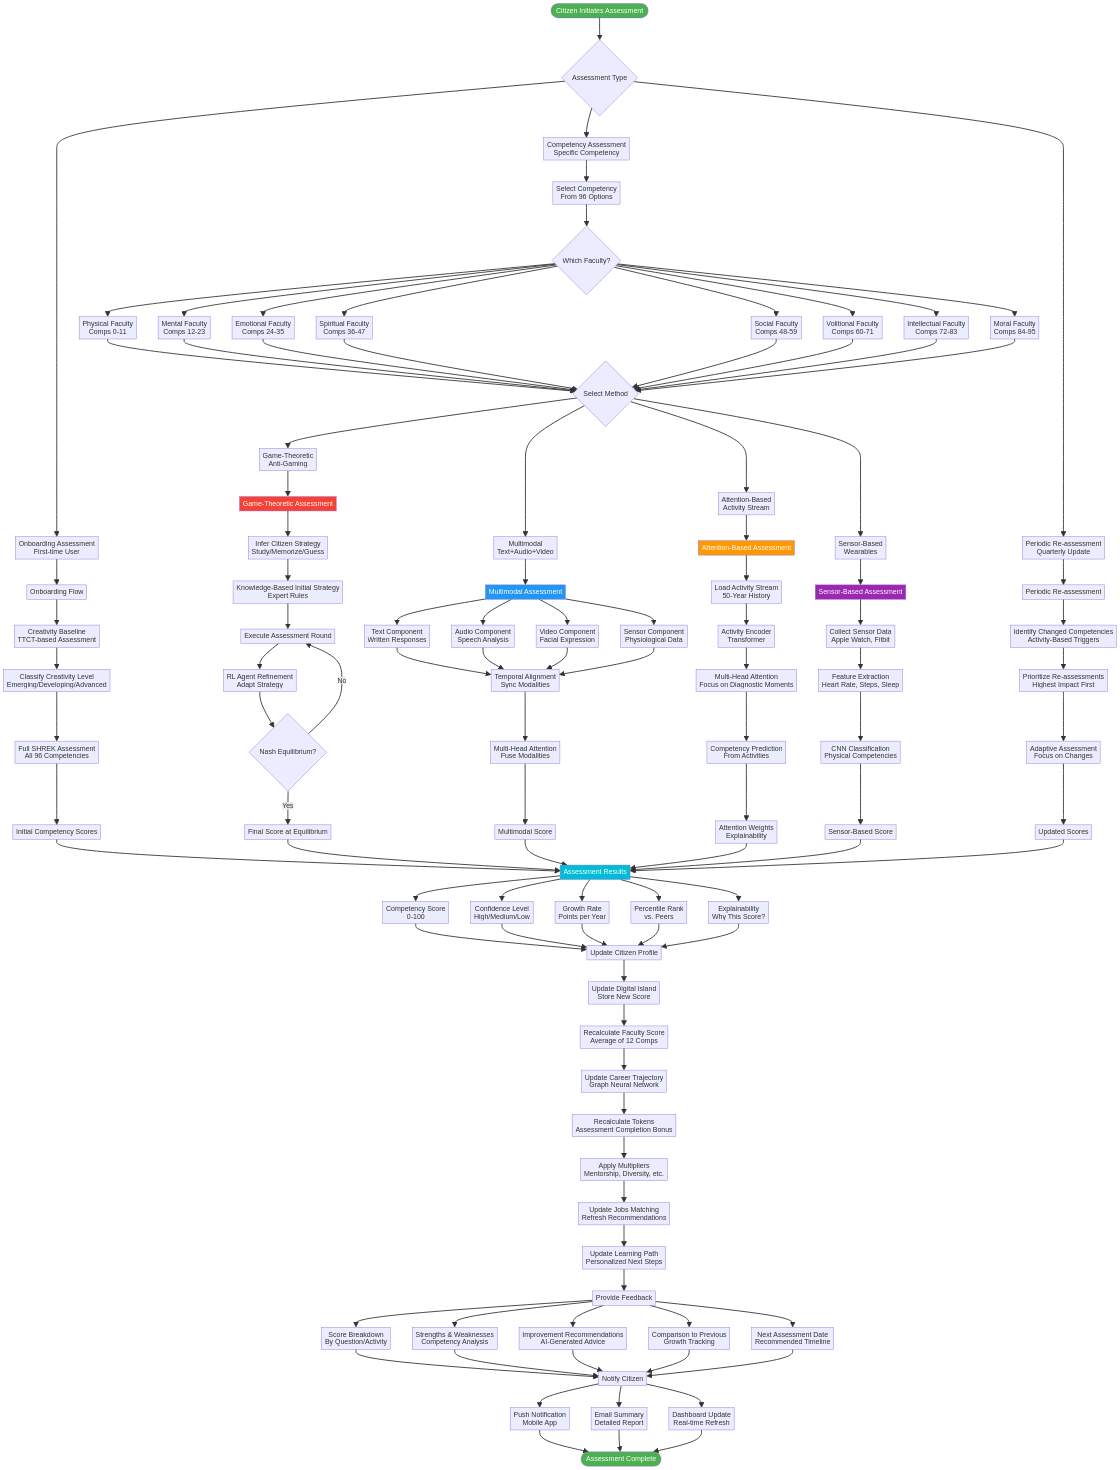 Citizen Initiates Assessment
Assessment Type
Competency Assessment
Specific Competency
Select Competency
From 96 Options
Which Faculty?
Physical Faculty
Comps 0-11
Mental Faculty
Comps 12-23
Emotional Faculty
Comps 24-35
Spiritual Faculty
Comps 36-47
Social Faculty
Comps 48-59
Volitional Faculty
Comps 60-71
Intellectual Faculty
Comps 72-83
Moral Faculty
Comps 84-95
Select Method
Game-Theoretic
Anti-Gaming
Game-Theoretic Assessment
Attention-Based
Activity Stream
Onboarding Assessment
First-time User
Infer Citizen Strategy
Study/Memorize/Guess
Multimodal
Text+Audio+Video
Attention-Based Assessment
Sensor-Based
Wearables
Periodic Re-assessment
Quarterly Update
Onboarding Flow
Knowledge-Based Initial Strategy
Expert Rules
Multimodal Assessment
Load Activity Stream
50-Year History
Sensor-Based Assessment
Periodic Re-assessment
Creativity Baseline
TTCT-based Assessment
Execute Assessment Round
Text Component
Written Responses
Audio Component
Speech Analysis
Video Component
Facial Expression
Sensor Component
Physiological Data
Activity Encoder
Transformer
Collect Sensor Data
Apple Watch, Fitbit
Identify Changed Competencies
Activity-Based Triggers
Classify Creativity Level
Emerging/Developing/Advanced
RL Agent Refinement
Adapt Strategy
No
Temporal Alignment
Sync Modalities
Multi-Head Attention
Focus on Diagnostic Moments
Feature Extraction
Heart Rate, Steps, Sleep
Prioritize Re-assessments
Highest Impact First
Full SHREK Assessment
All 96 Competencies
Nash Equilibrium?
Multi-Head Attention
Fuse Modalities
Competency Prediction
From Activities
CNN Classification
Physical Competencies
Adaptive Assessment
Focus on Changes
Yes
Initial Competency Scores
Final Score at Equilibrium
Multimodal Score
Attention Weights
Explainability
Sensor-Based Score
Updated Scores
Assessment Results
Competency Score
0-100
Confidence Level
High/Medium/Low
Growth Rate
Points per Year
Percentile Rank
vs. Peers
Explainability
Why This Score?
Update Citizen Profile
Update Digital Island
Store New Score
Recalculate Faculty Score
Average of 12 Comps
Update Career Trajectory
Graph Neural Network
Recalculate Tokens
Assessment Completion Bonus
Apply Multipliers
Mentorship, Diversity, etc.
Update Jobs Matching
Refresh Recommendations
Update Learning Path
Personalized Next Steps
Provide Feedback
Score Breakdown
By Question/Activity
Strengths & Weaknesses
Competency Analysis
Improvement Recommendations
AI-Generated Advice
Comparison to Previous
Growth Tracking
Next Assessment Date
Recommended Timeline
Notify Citizen
Push Notification
Mobile App
Email Summary
Detailed Report
Dashboard Update
Real-time Refresh
Assessment Complete